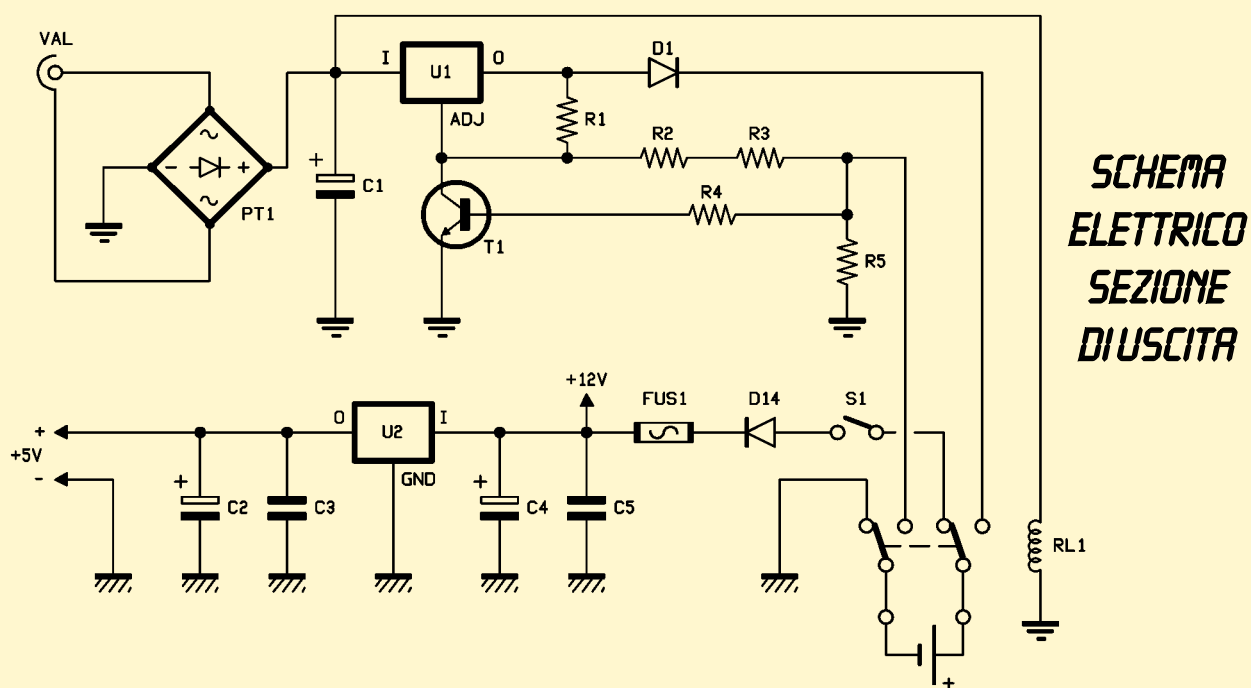 VAL
I
U1
O
D1
ADJ
R1
R2
R3
+
C1
R4
- +
PT1
T1
R5
SCHEMA
ELETTRICO
SEZIONE
DI USCITA
+12V
FUS1
D14
S1
+
O
U2
I
+5V
-
GND
+
C2
C3
+
C4
C5
RL1
+